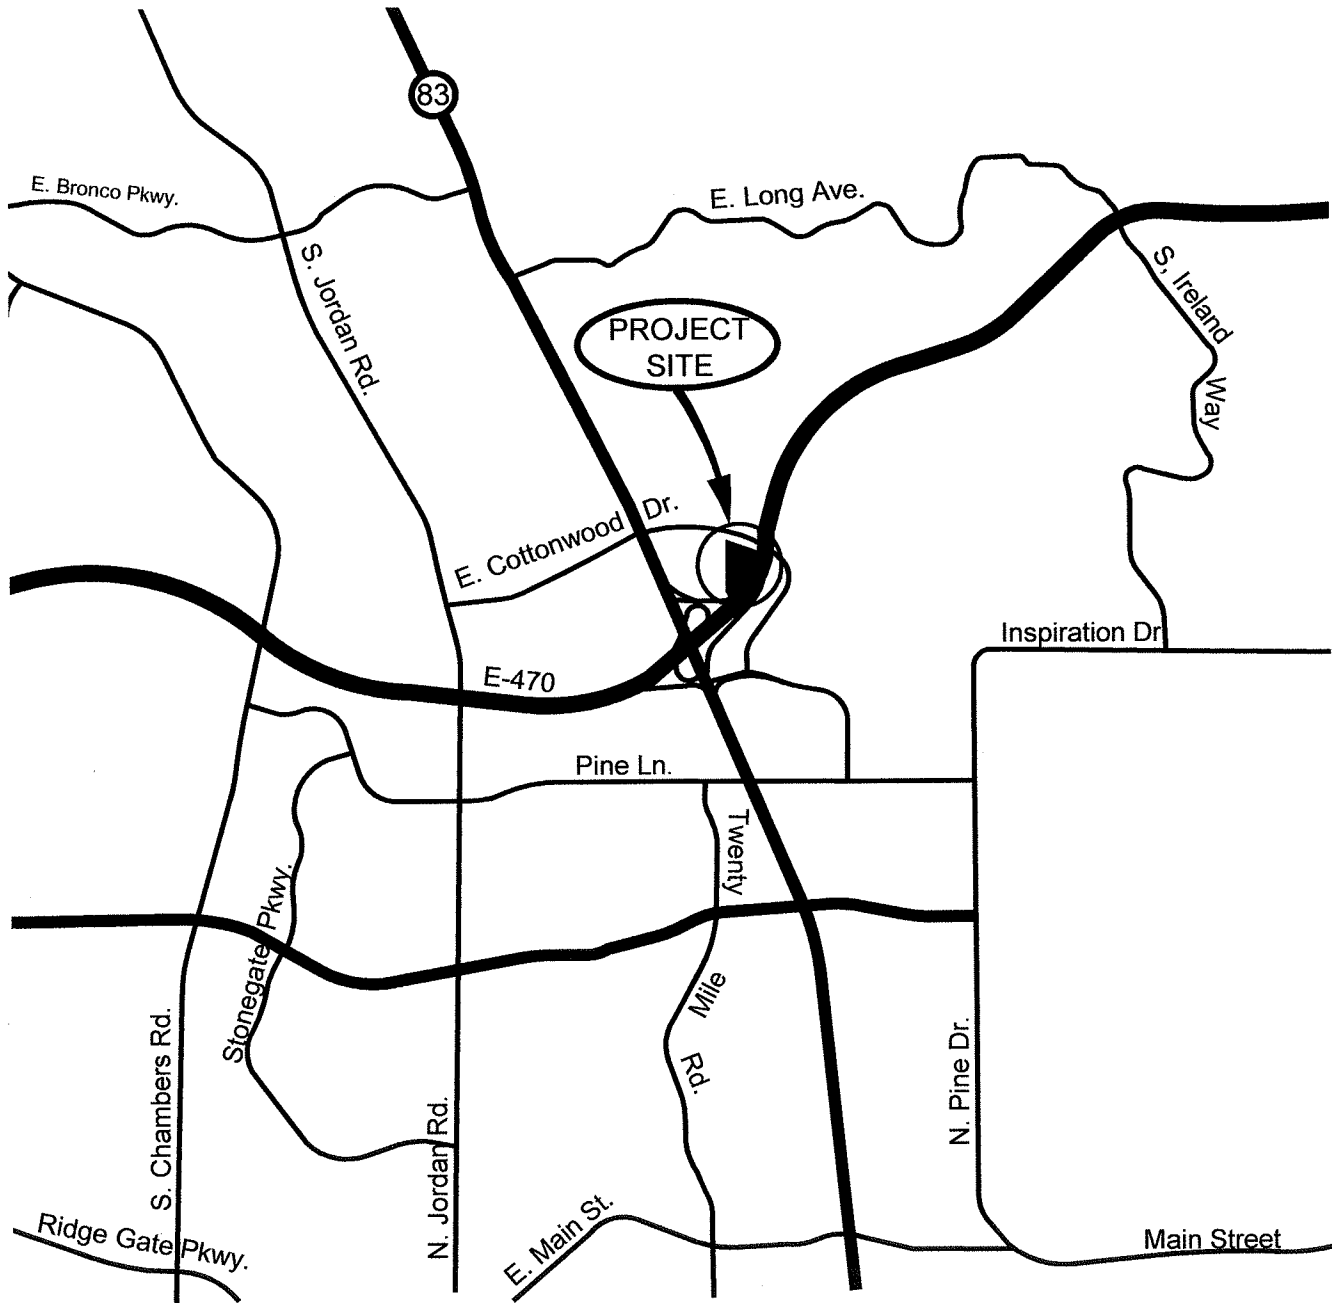 83
E. Bronco Pkwy.
E. Long Ave.
S. Jordan Rd.
S, Ireland
Way
PROJECT
SITE
E. Cottonwood Dr.
Inspiration Dr
E-470
Pine Ln.
Twenty
Mile
Rd.
Stonegate Pkwy.
S. Chambers Rd.
N. Jordan Rd.
N. Pine Dr.
Ridge Gate Pkwy.
E. Main St.
Main Street